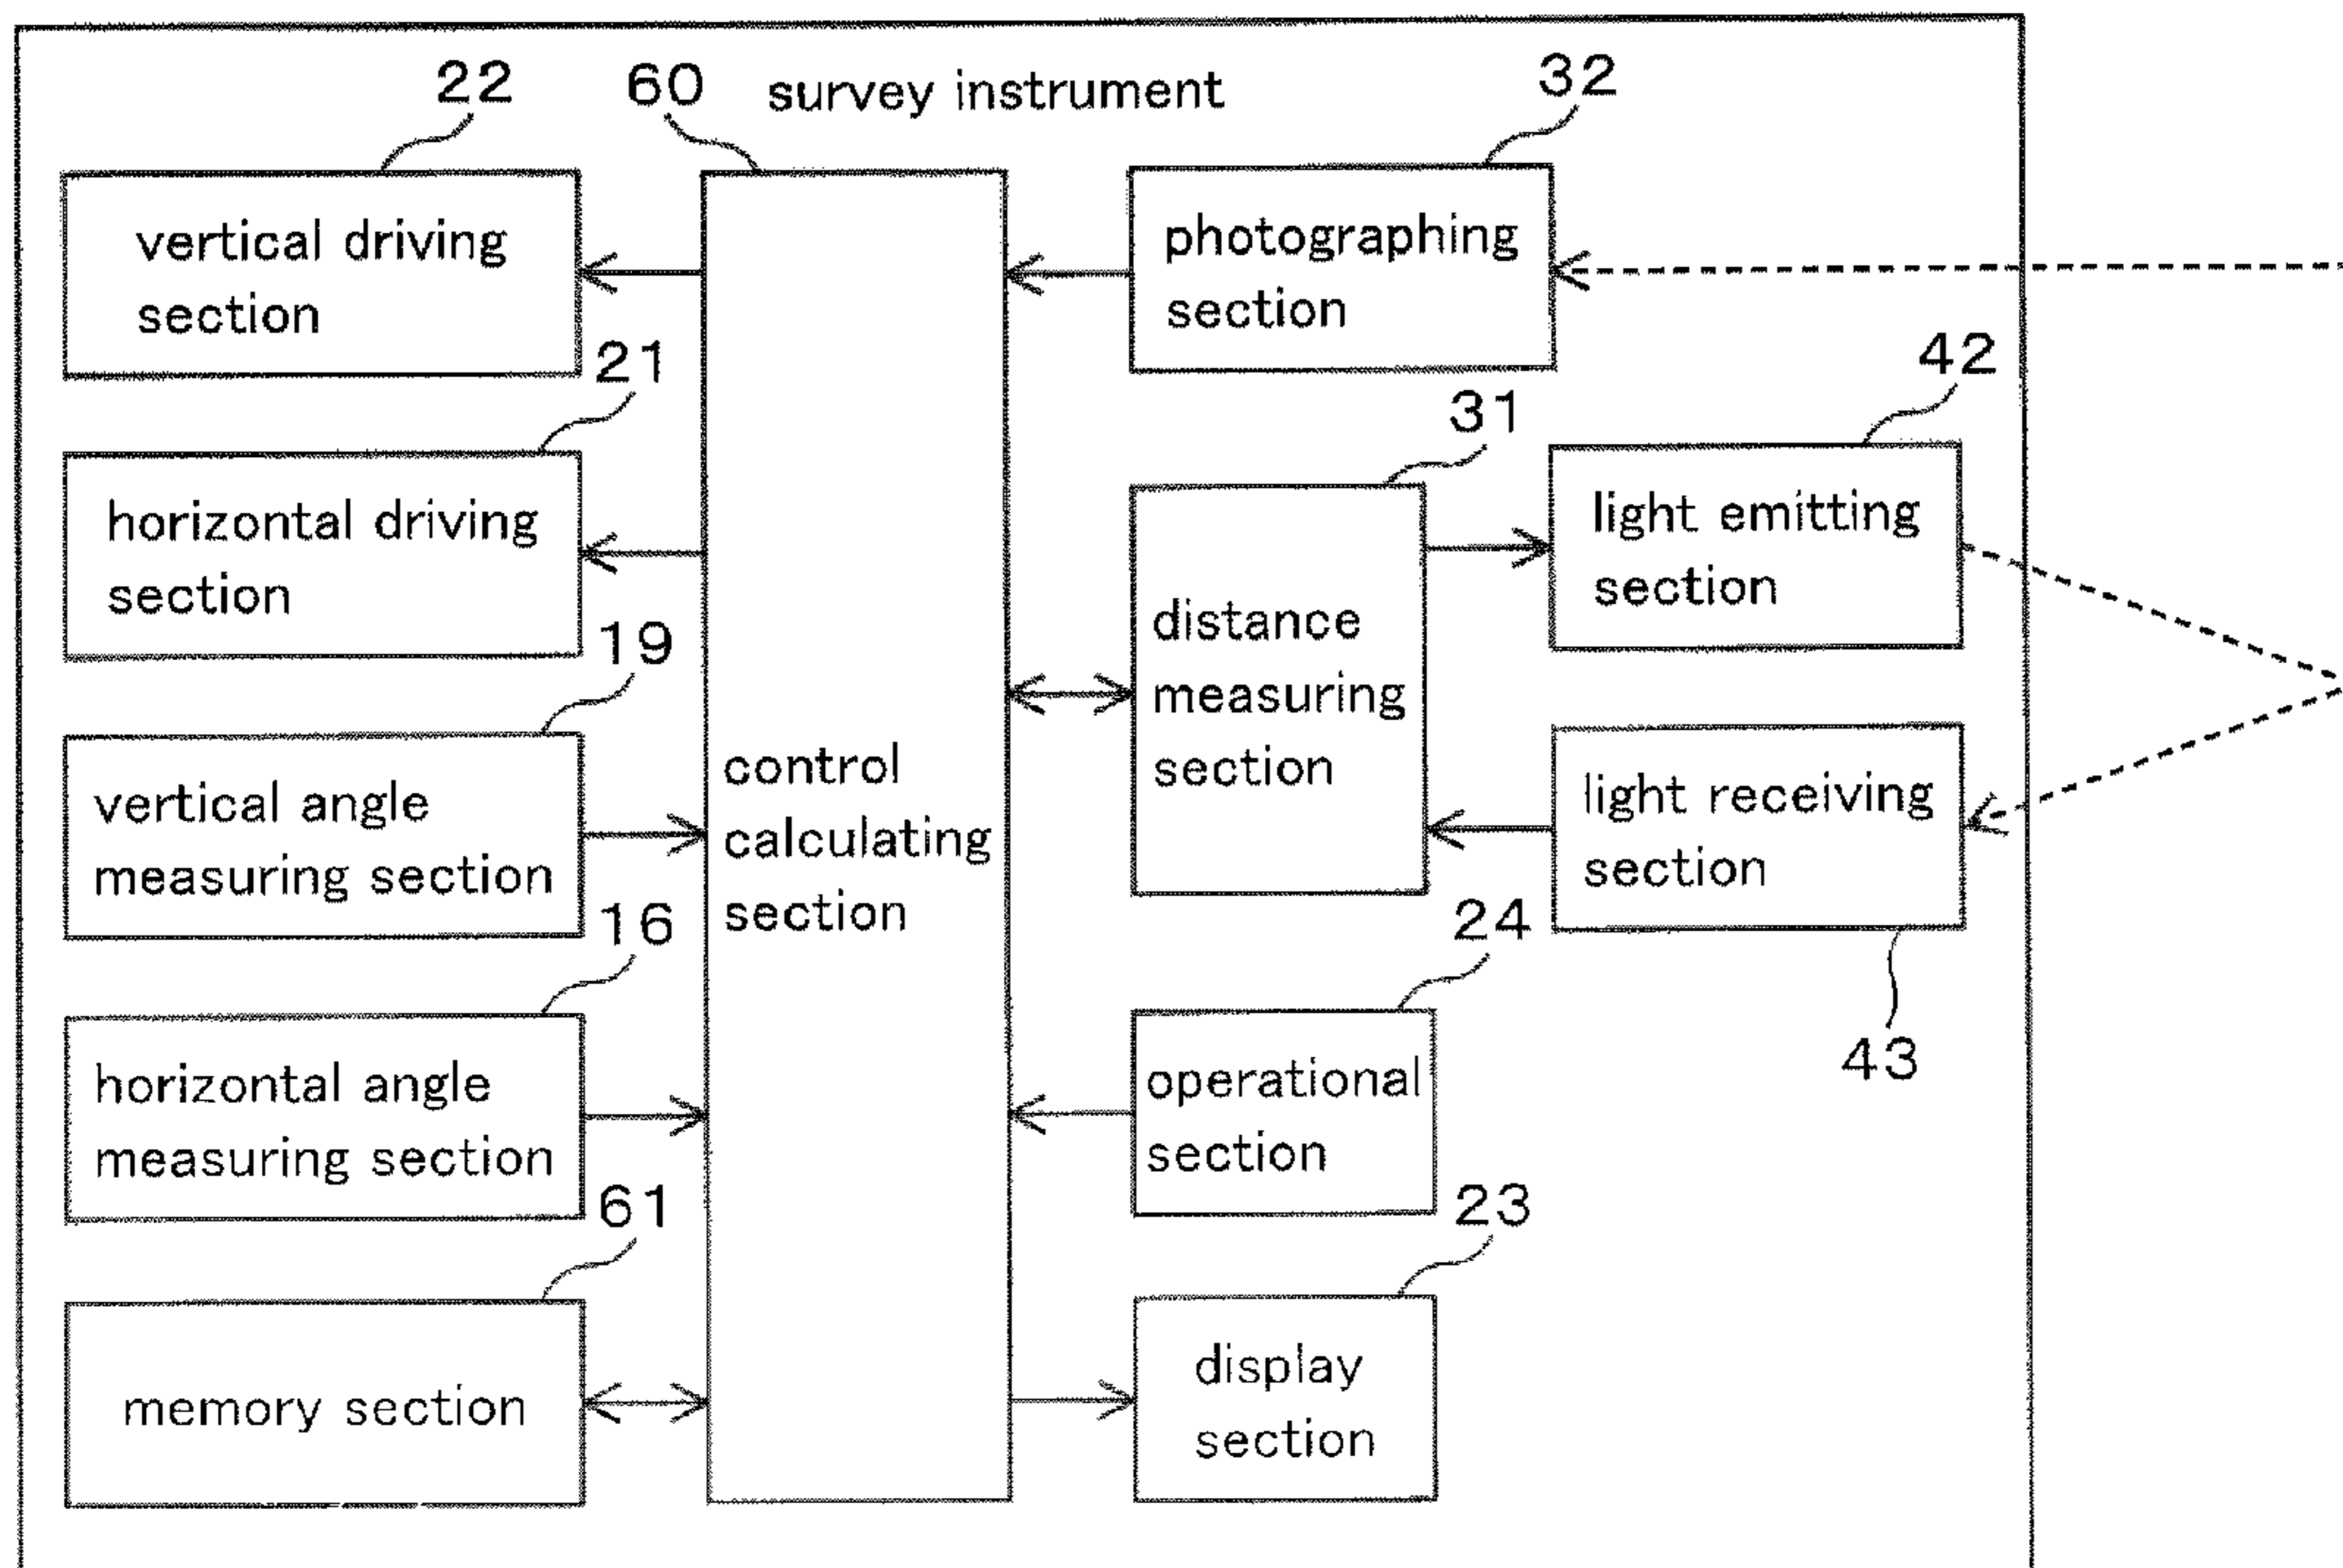 survey instrument
22
60
32
vertical driving
section
photographing
section
21
42
horizontal driving
section
31
light emitting
section
19
distance
measuring
section
vertical angle
measuring section
control
calculating
section
light receiving
section
43
16
24
horizontal angle
measuring section
operational
section
61
23
memory section
display
section